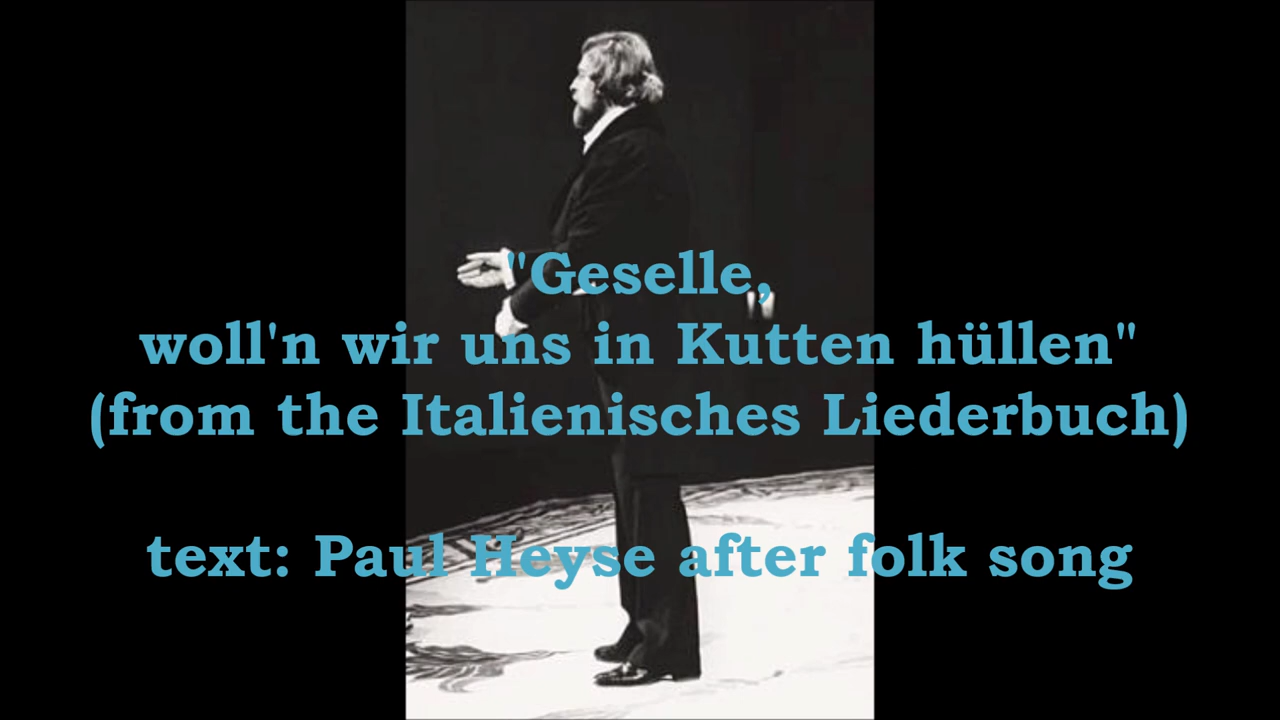 "Geselle,
woll'n wir uns in Kutten hüllen"
(from the Italienisches Liederbuch)
text: Paul Heyse after folk song